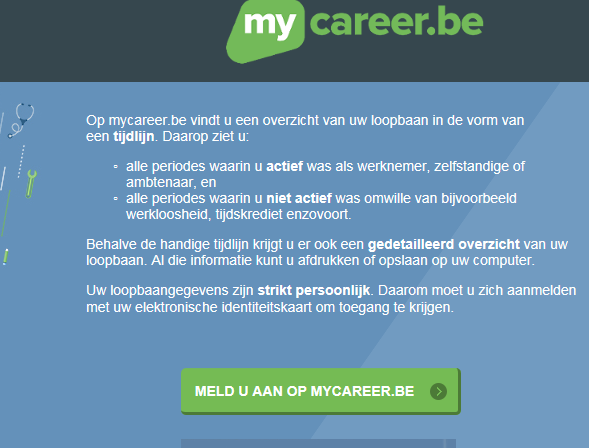 mycareer.be
Op mycareer.be vindt u een overzicht van uw loopbaan in de vorm van
een tijdlijn. Daarop ziet u:
alle periodes waarin u actief was als werknemer, zelfstandige of
ambtenaar, en
alle periodes waarin u niet actief was omwille van bijvoorbeeld
werkloosheid, tijdskrediet enzovoort.
Behalve de handige tijdlijn krijgt u er ook een gedetailleerd overzicht van uw
loopbaan. Al die informatie kunt u afdrukken of opslaan op uw computer.
Uw loopbaangegevens zijn strikt persoonlijk. Daarom moet u zich aanmelden
met uw elektronische identiteitskaart om toegang te krijgen.
MELD U AAN OP MYCAREER.BE